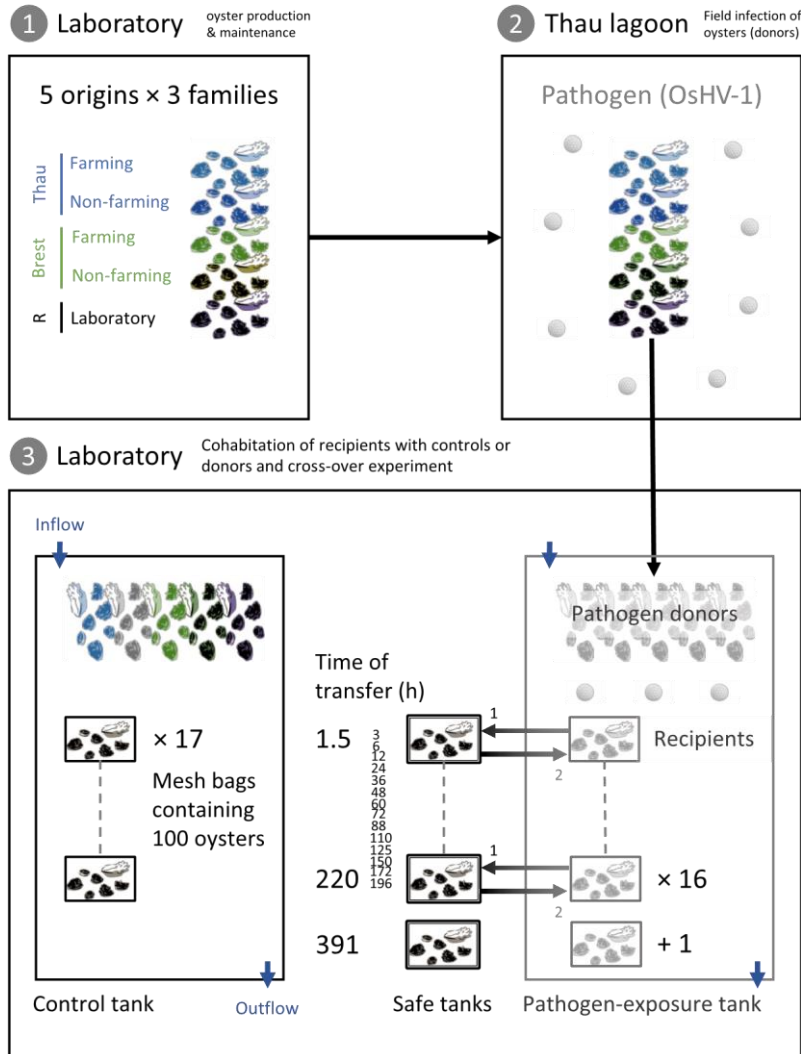 1 Laboratory
oyster production
& maintenance
5 origins × 3 families
Thau
Farming
Non-farming
Brest
Farming
Non-farming
R
Laboratory
2 Thau lagoon
Field infection of
oysters (donors)
Pathogen (OsHV-1)
3 Laboratory
Cohabitation of recipients with controls or
donors and cross-over experiment
Inflow
× 17
Mesh bags
containing
100 oysters
Control tank
Outflow
Time of
transfer (h)
1.5
3
6
12
24
36
48
60
72
88
110
125
150
172
196
220
391
1
2
1
2
Safe tanks
Pathogen donors
Recipients
× 16
+ 1
Pathogen-exposure tank